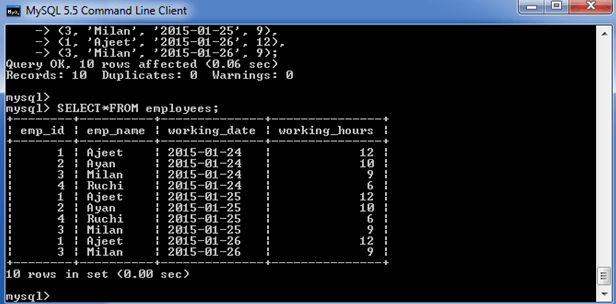 MySQL 5.5 Command Line Client
    -> (3, 'Milan', '2015-01-25', 9),
    -> (1, 'Ajeet', '2015-01-26', 12),
    -> (3, 'Milan', '2015-01-26', 9);
Query OK, 10 rows affected (0.06 sec)
Records: 10  Duplicates: 0  Warnings: 0
mysql>
mysql> SELECT*FROM employees;
+--------+----------+--------------+---------------+
| emp_id | emp_name | working_date | working_hours |
+--------+----------+--------------+---------------+
|      1 | Ajeet    | 2015-01-24   |            12 |
|      2 | Ayan     | 2015-01-24   |            10 |
|      3 | Milan    | 2015-01-24   |             9 |
|      4 | Ruchi    | 2015-01-24   |             6 |
|      1 | Ajeet    | 2015-01-25   |            12 |
|      2 | Ayan     | 2015-01-25   |            10 |
|      4 | Ruchi    | 2015-01-25   |             6 |
|      3 | Milan    | 2015-01-25   |             9 |
|      1 | Ajeet    | 2015-01-26   |            12 |
|      3 | Milan    | 2015-01-26   |             9 |
+--------+----------+--------------+---------------+
10 rows in set (0.00 sec)
mysql>